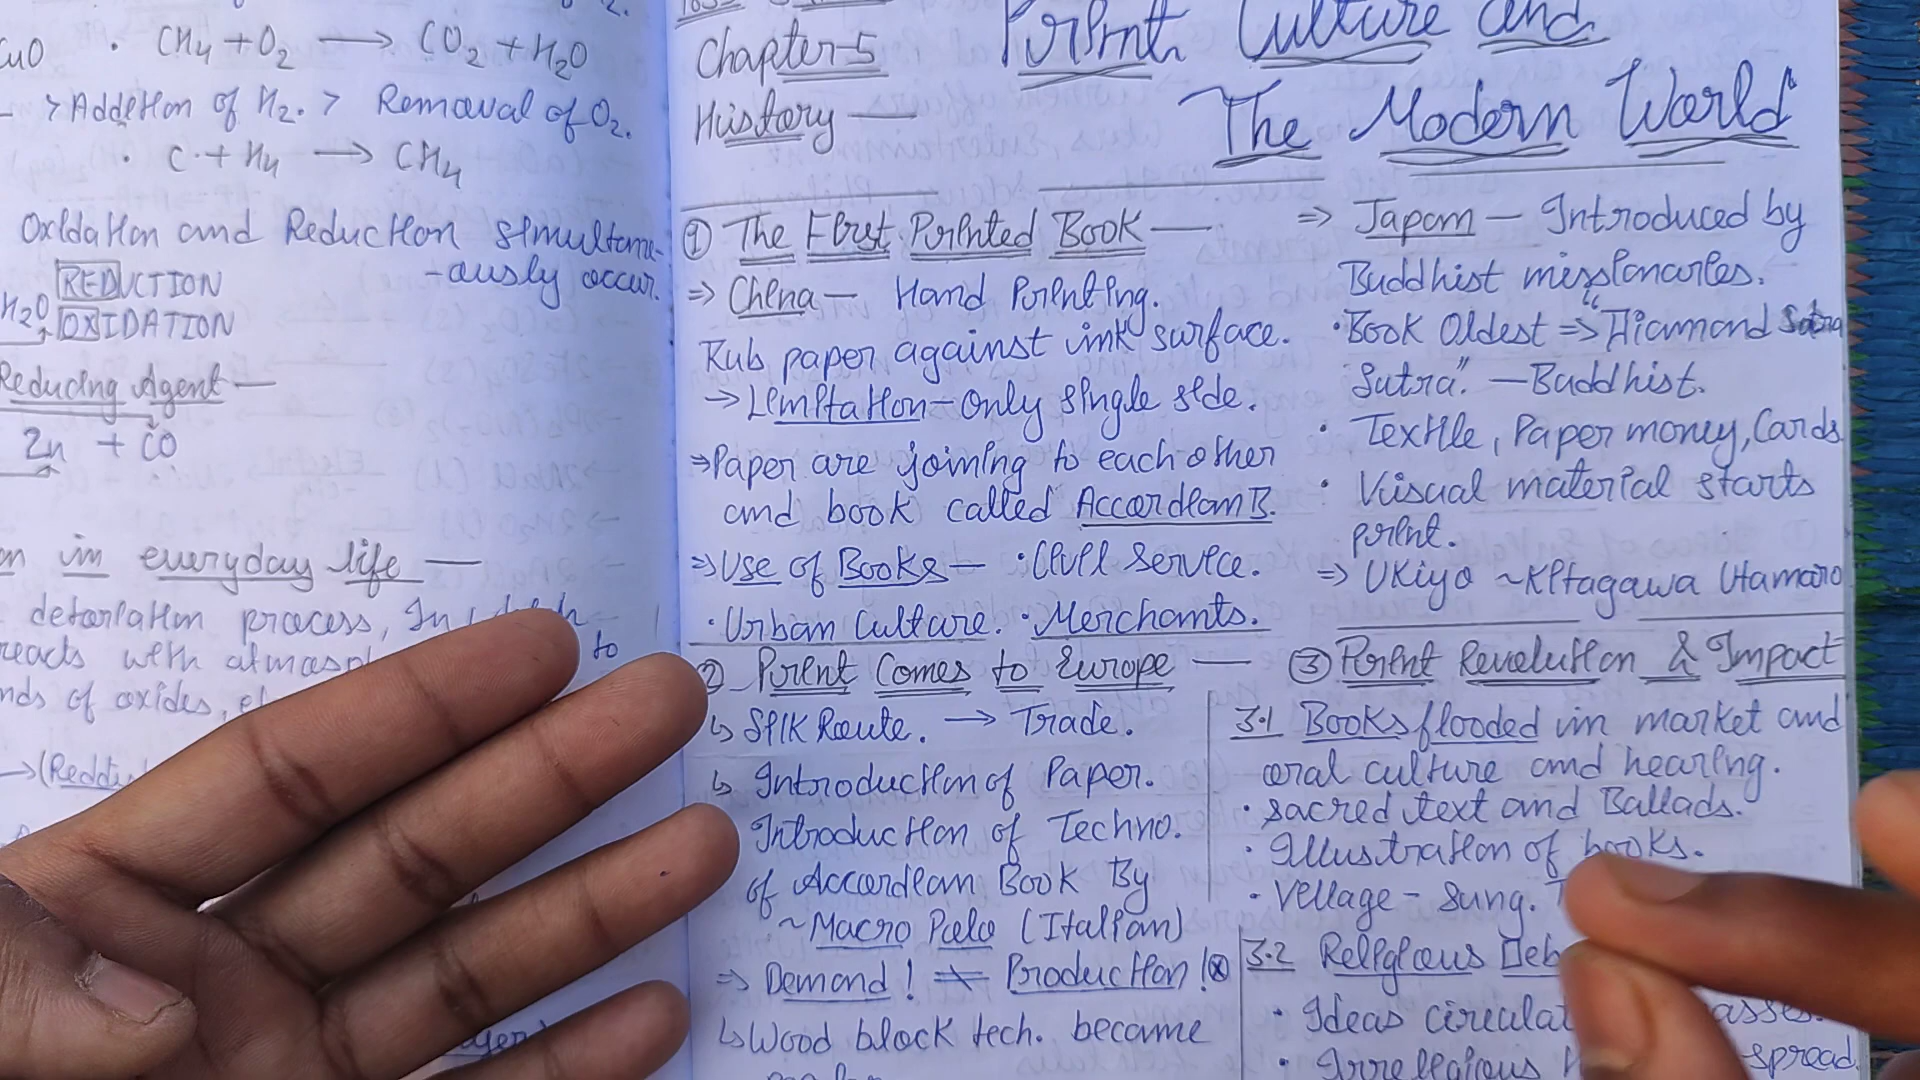 CuO • CH4 + O2 → CO2 + H2O
> Addition of H2. > Removal of O2.
• C + H4 → CH4
Oxidation and Reduction simultane-
-ously occur.
REDUCTION
H2O OXIDATION
Reducing Agent —
Zn + CO
in everyday life —
deteriation process, In
reacts with
to
nds of oxides,
Chapter-5
History —
Print Culture and
The Modern World
① The First Printed Book —
⇒ China — Hand Printing.
Rub paper against ink surface.
→ Limitation - Only single side.
⇒ Paper are joining to each other
and book called Accordian B.
⇒ Use of Books — • Civil Service.
• Urban Culture. • Merchants.
⇒ Japan — Introduced by
Buddhist missionaries.
• Book Oldest ⇒ "Diamond
Sutra". — Buddhist.
• Textile, Paper money, Cards
• Visual material starts
print.
⇒ Ukiyo ~ Kitagawa Utamaro
② Print Comes to Europe —
↳ Silk Route. → Trade.
↳ Introduction of Paper.
Introduction of Techno.
of Accordian Book By
~ Macro Polo (Italian)
⇒ Demand! ≠ Production!
↳ Wood block tech. became
③ Print Revolution & Impact
3.1 Books flooded in market and
oral culture and hearing.
• Sacred text and Ballads.
• Illustration of books.
• Village - Sung.
3.2 Religious Deb
• Ideas circulat
• Irreligious
spread